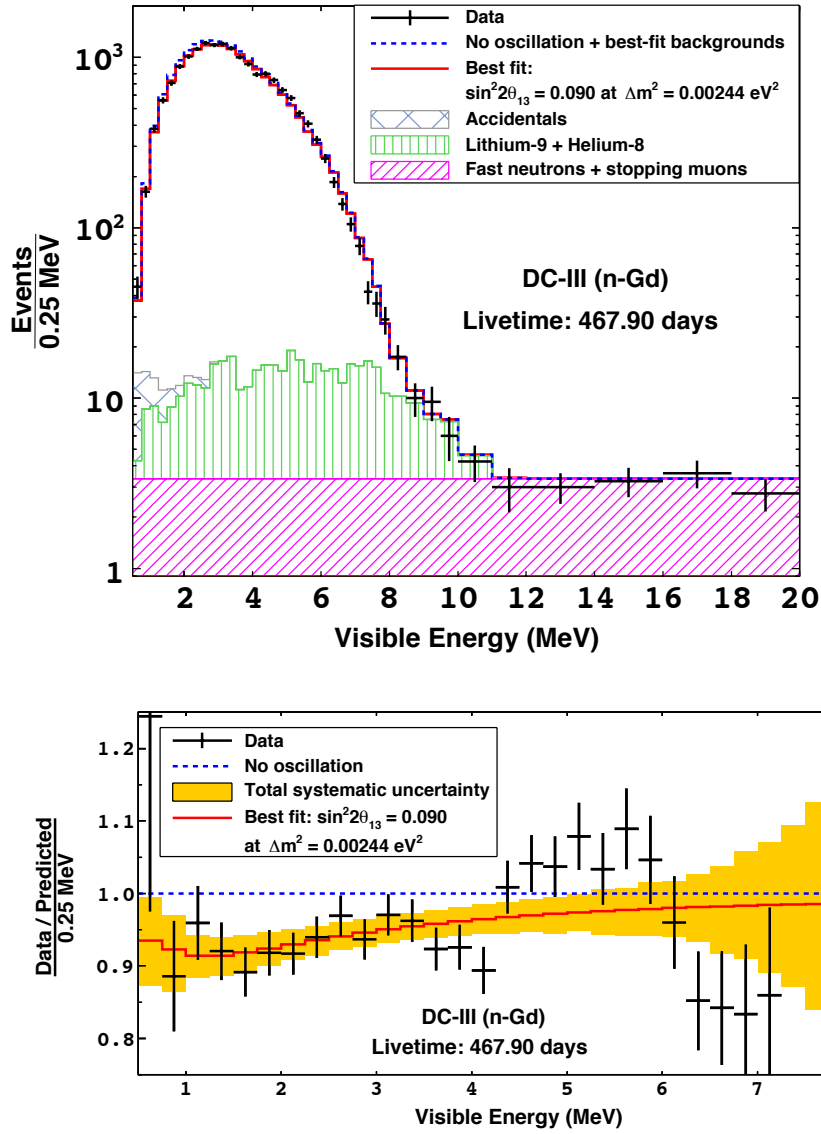 Data
No oscillation + best-fit backgrounds
Best fit:
sin²2θ₁₃ = 0.090 at Δm² = 0.00244 eV²
Accidentals
Lithium-9 + Helium-8
Fast neutrons + stopping muons
DC-III (n-Gd)
Livetime: 467.90 days
Events
0.25 MeV
10³
10²
10
1
2 4 6 8 10 12 14 16 18 20
Visible Energy (MeV)
Data
No oscillation
Total systematic uncertainty
Best fit: sin²2θ₁₃ = 0.090
at Δm² = 0.00244 eV²
Data / Predicted
0.25 MeV
1.2
1.1
1.0
0.9
0.8
DC-III (n-Gd)
Livetime: 467.90 days
1 2 3 4 5 6 7
Visible Energy (MeV)